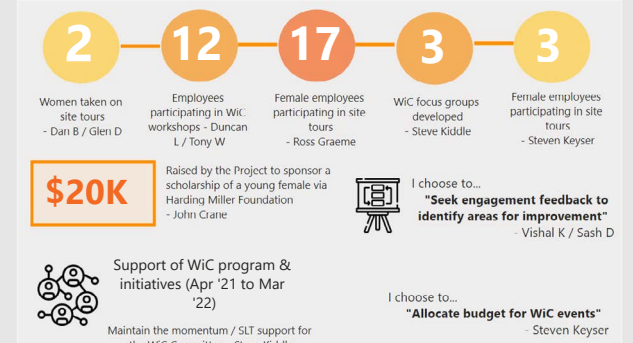 2
12
17
3
3
Women taken on
site tours
- Dan B / Glen D
Employees
participating in WiC
workshops - Duncan
L / Tony W
Female employees
participating in site
tours
- Ross Graeme
WiC focus groups
developed
- Steve Kiddle
Female employees
participating in site
tours
- Steven Keyser
$20K
Raised by the Project to sponsor a
scholarship of a young female via
Harding Miller Foundation
- John Crane
I choose to...
"Seek engagement feedback to
identify areas for improvement"
- Vishal K / Sash D
Support of WiC program &
initiatives (Apr '21 to Mar
'22)
I choose to...
"Allocate budget for WiC events"
- Steven Keyser
Maintain the momentum / SLT support for